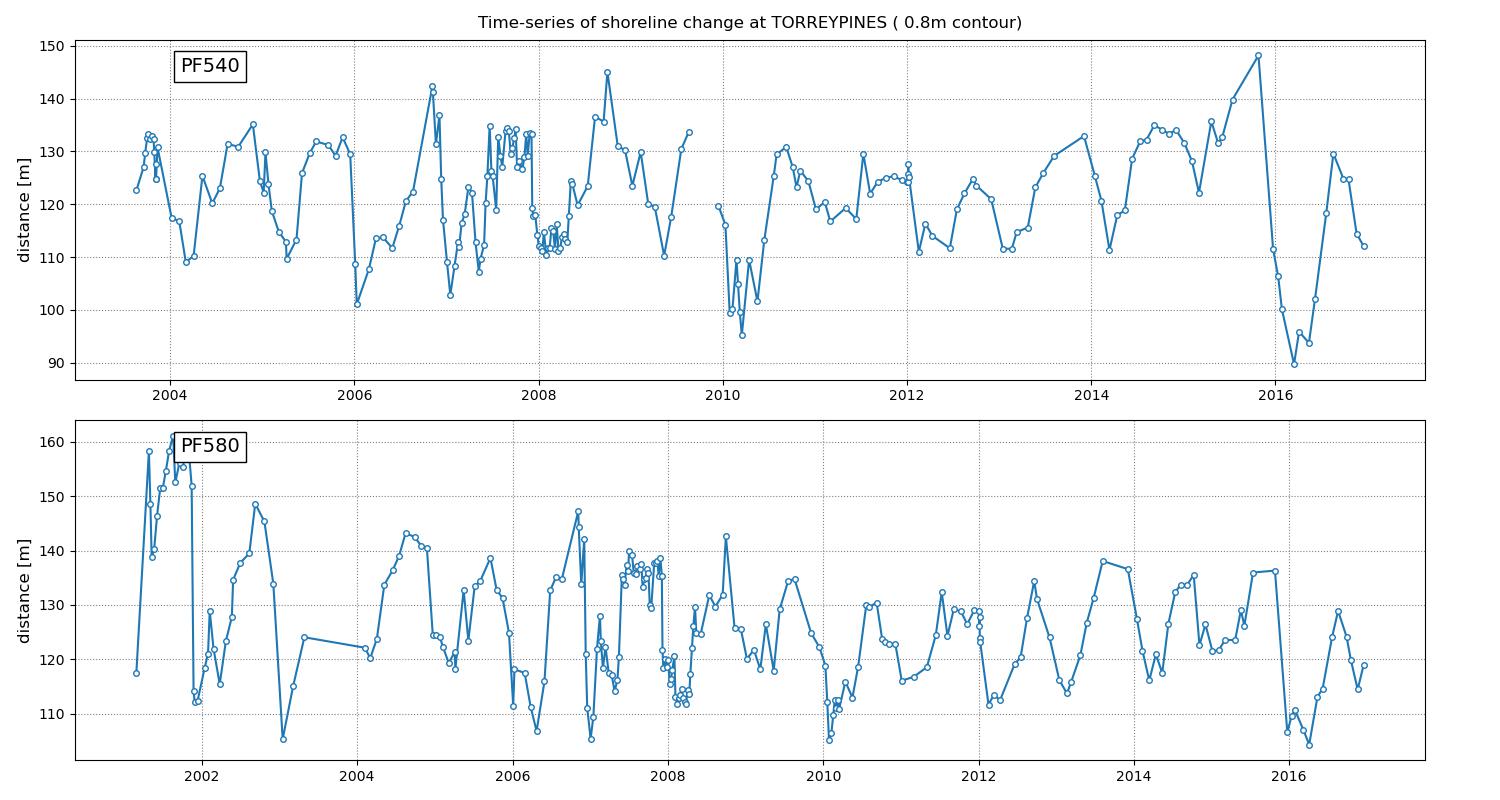 Time-series of shoreline change at TORREYPINES ( 0.8m contour)
150
140
130
120
110
100
90
distance [m]
PF540
2004 2006 2008 2010 2012 2014 2016
160
150
140
130
120
110
distance [m]
PF580
2002 2004 2006 2008 2010 2012 2014 2016